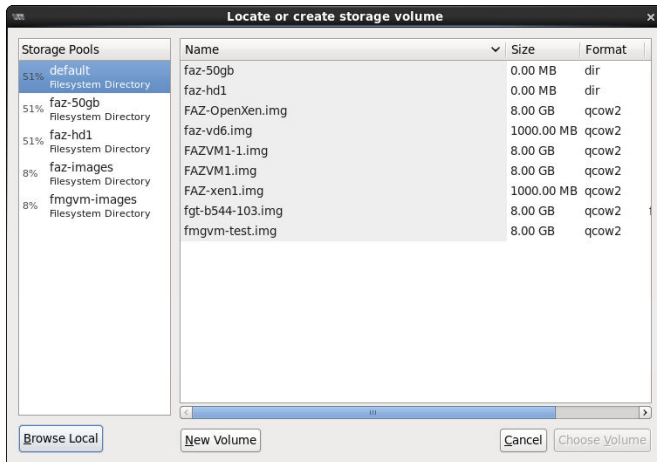 Locate or create storage volume
Storage Pools
51% default
Filesystem Directory
51% faz-50gb
Filesystem Directory
51% faz-hd1
Filesystem Directory
8% faz-images
Filesystem Directory
8% fmgvm-images
Filesystem Directory
Name Size Format
faz-50gb 0.00 MB dir
faz-hd1 0.00 MB dir
FAZ-OpenXen.img 8.00 GB qcow2
faz-vd6.img 1000.00 MB qcow2
FAZVM1-1.img 8.00 GB qcow2
FAZVM1.img 8.00 GB qcow2
FAZ-xen1.img 1000.00 MB qcow2
fgt-b544-103.img 8.00 GB qcow2
fmgvm-test.img 8.00 GB qcow2
Browse Local New Volume Cancel Choose Volume